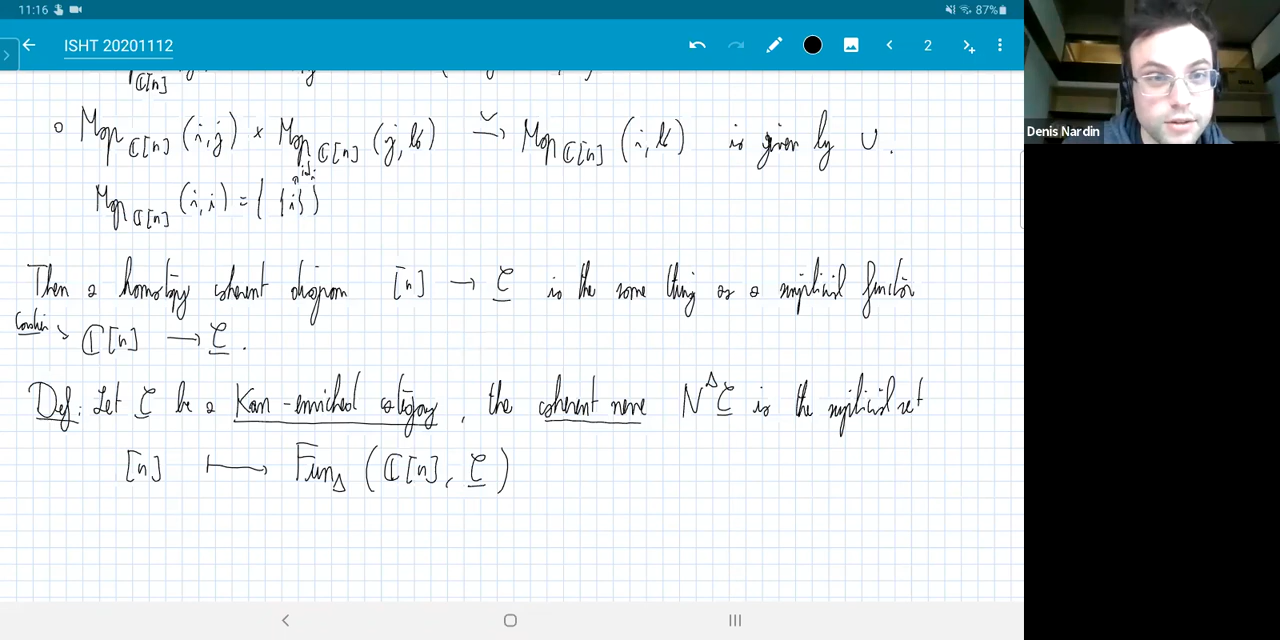 11:16 87%
ISHT 20201112
2
ℂ[n]
∘ Map_ℂ[n] (i,j) × Map_ℂ[n] (j,k) → Map_ℂ[n] (i,k) is given by ∪.
Map_ℂ[n] (i,i) = { {i} }
Then a homotopy coherent diagram [n] → C is the same thing as a simplicial functor
ℂ[n] → C.
Def: Let C be a Kan-enriched category, the coherent nerve N^Δ C is the simplicial set
[n] ↦ Fun_Δ (ℂ[n], C)
Denis Nardin